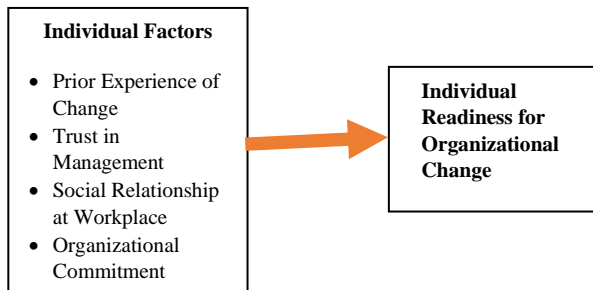 Individual Factors
• Prior Experience of
Change
• Trust in
Management
• Social Relationship
at Workplace
• Organizational
Commitment
Individual
Readiness for
Organizational
Change